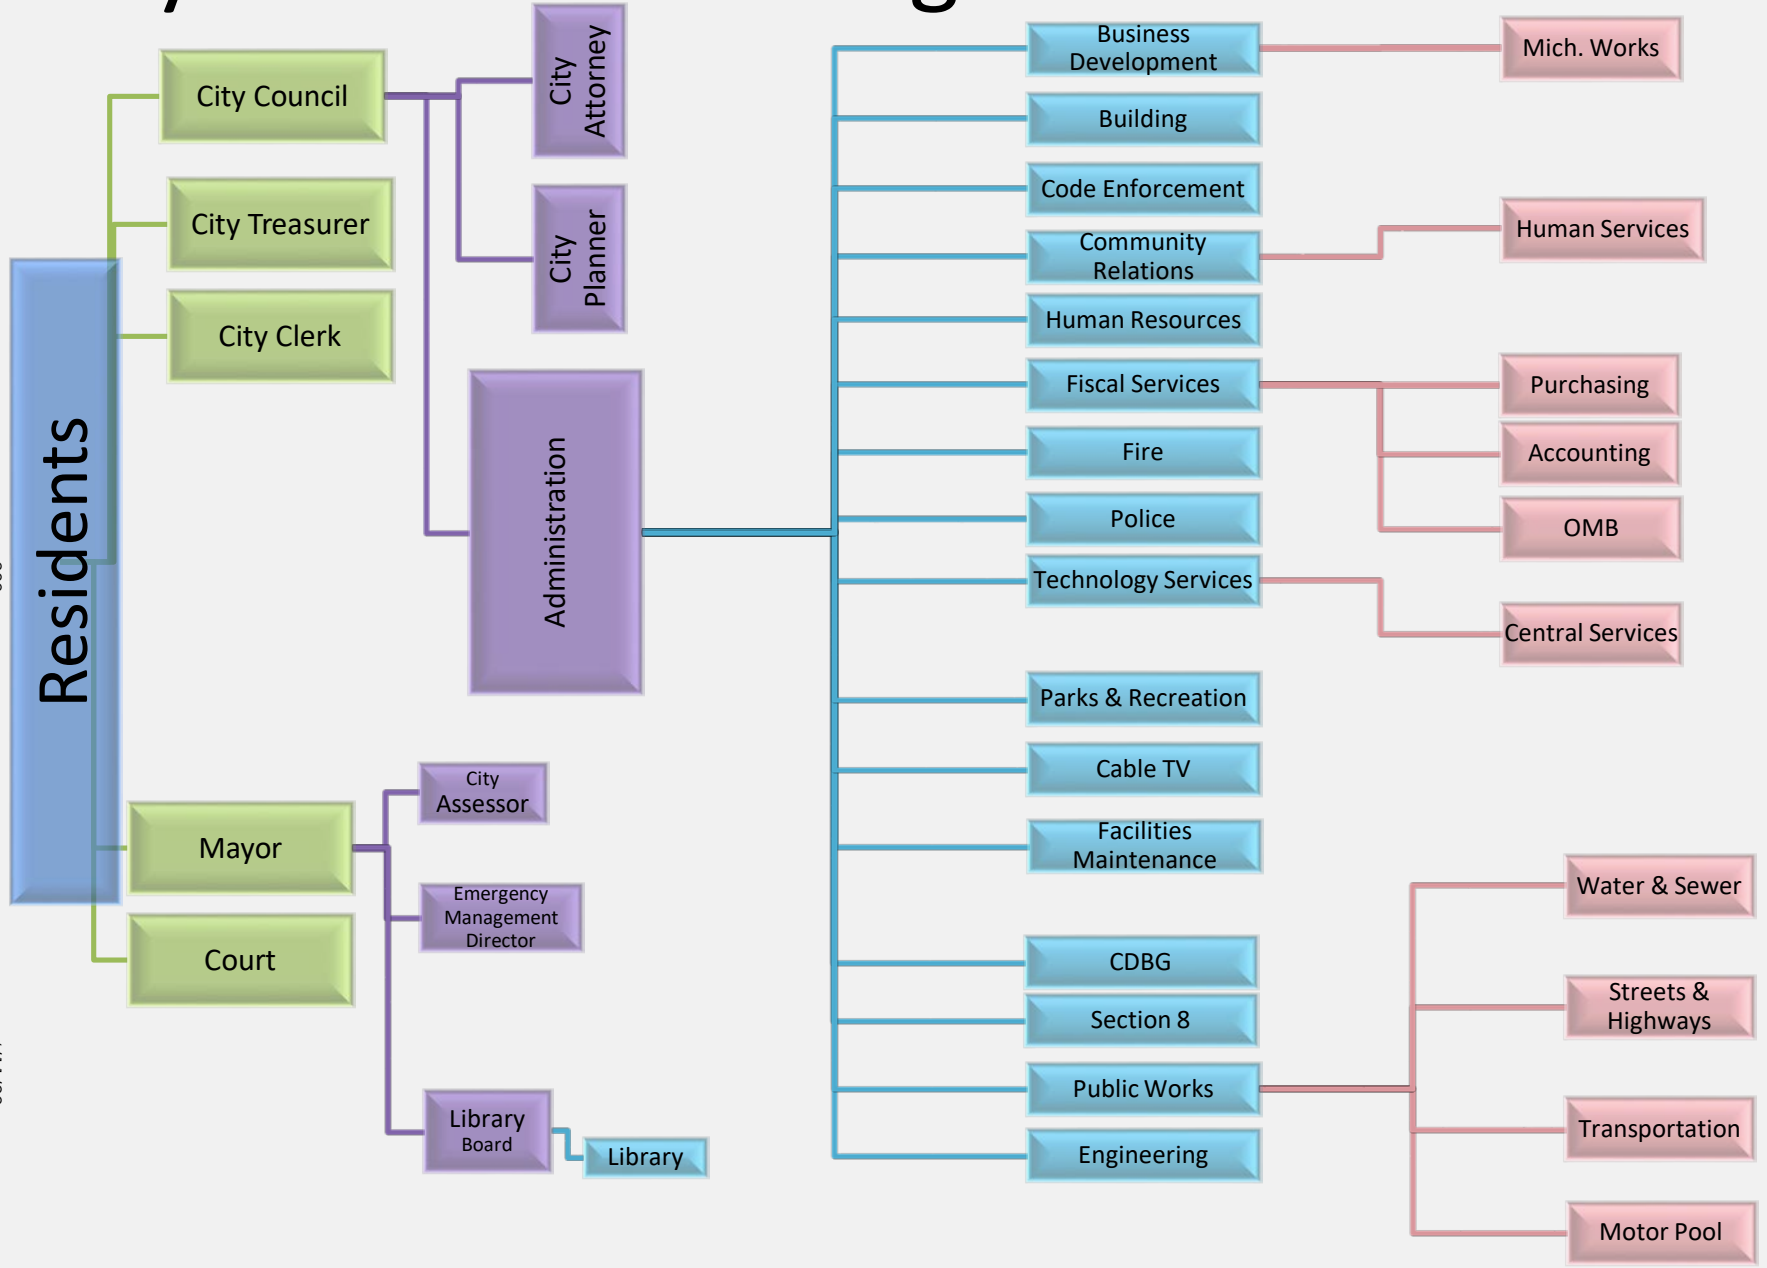 Residents
City Council
City Treasurer
City Clerk
Mayor
Court
City
Attorney
City
Planner
Administration
City
Assessor
Emergency
Management
Director
Library
Board
Library
Business
Development
Building
Code Enforcement
Community
Relations
Human Resources
Fiscal Services
Fire
Police
Technology Services
Parks & Recreation
Cable TV
Facilities
Maintenance
CDBG
Section 8
Public Works
Engineering
Mich. Works
Human Services
Purchasing
Accounting
OMB
Central Services
Water & Sewer
Streets &
Highways
Transportation
Motor Pool